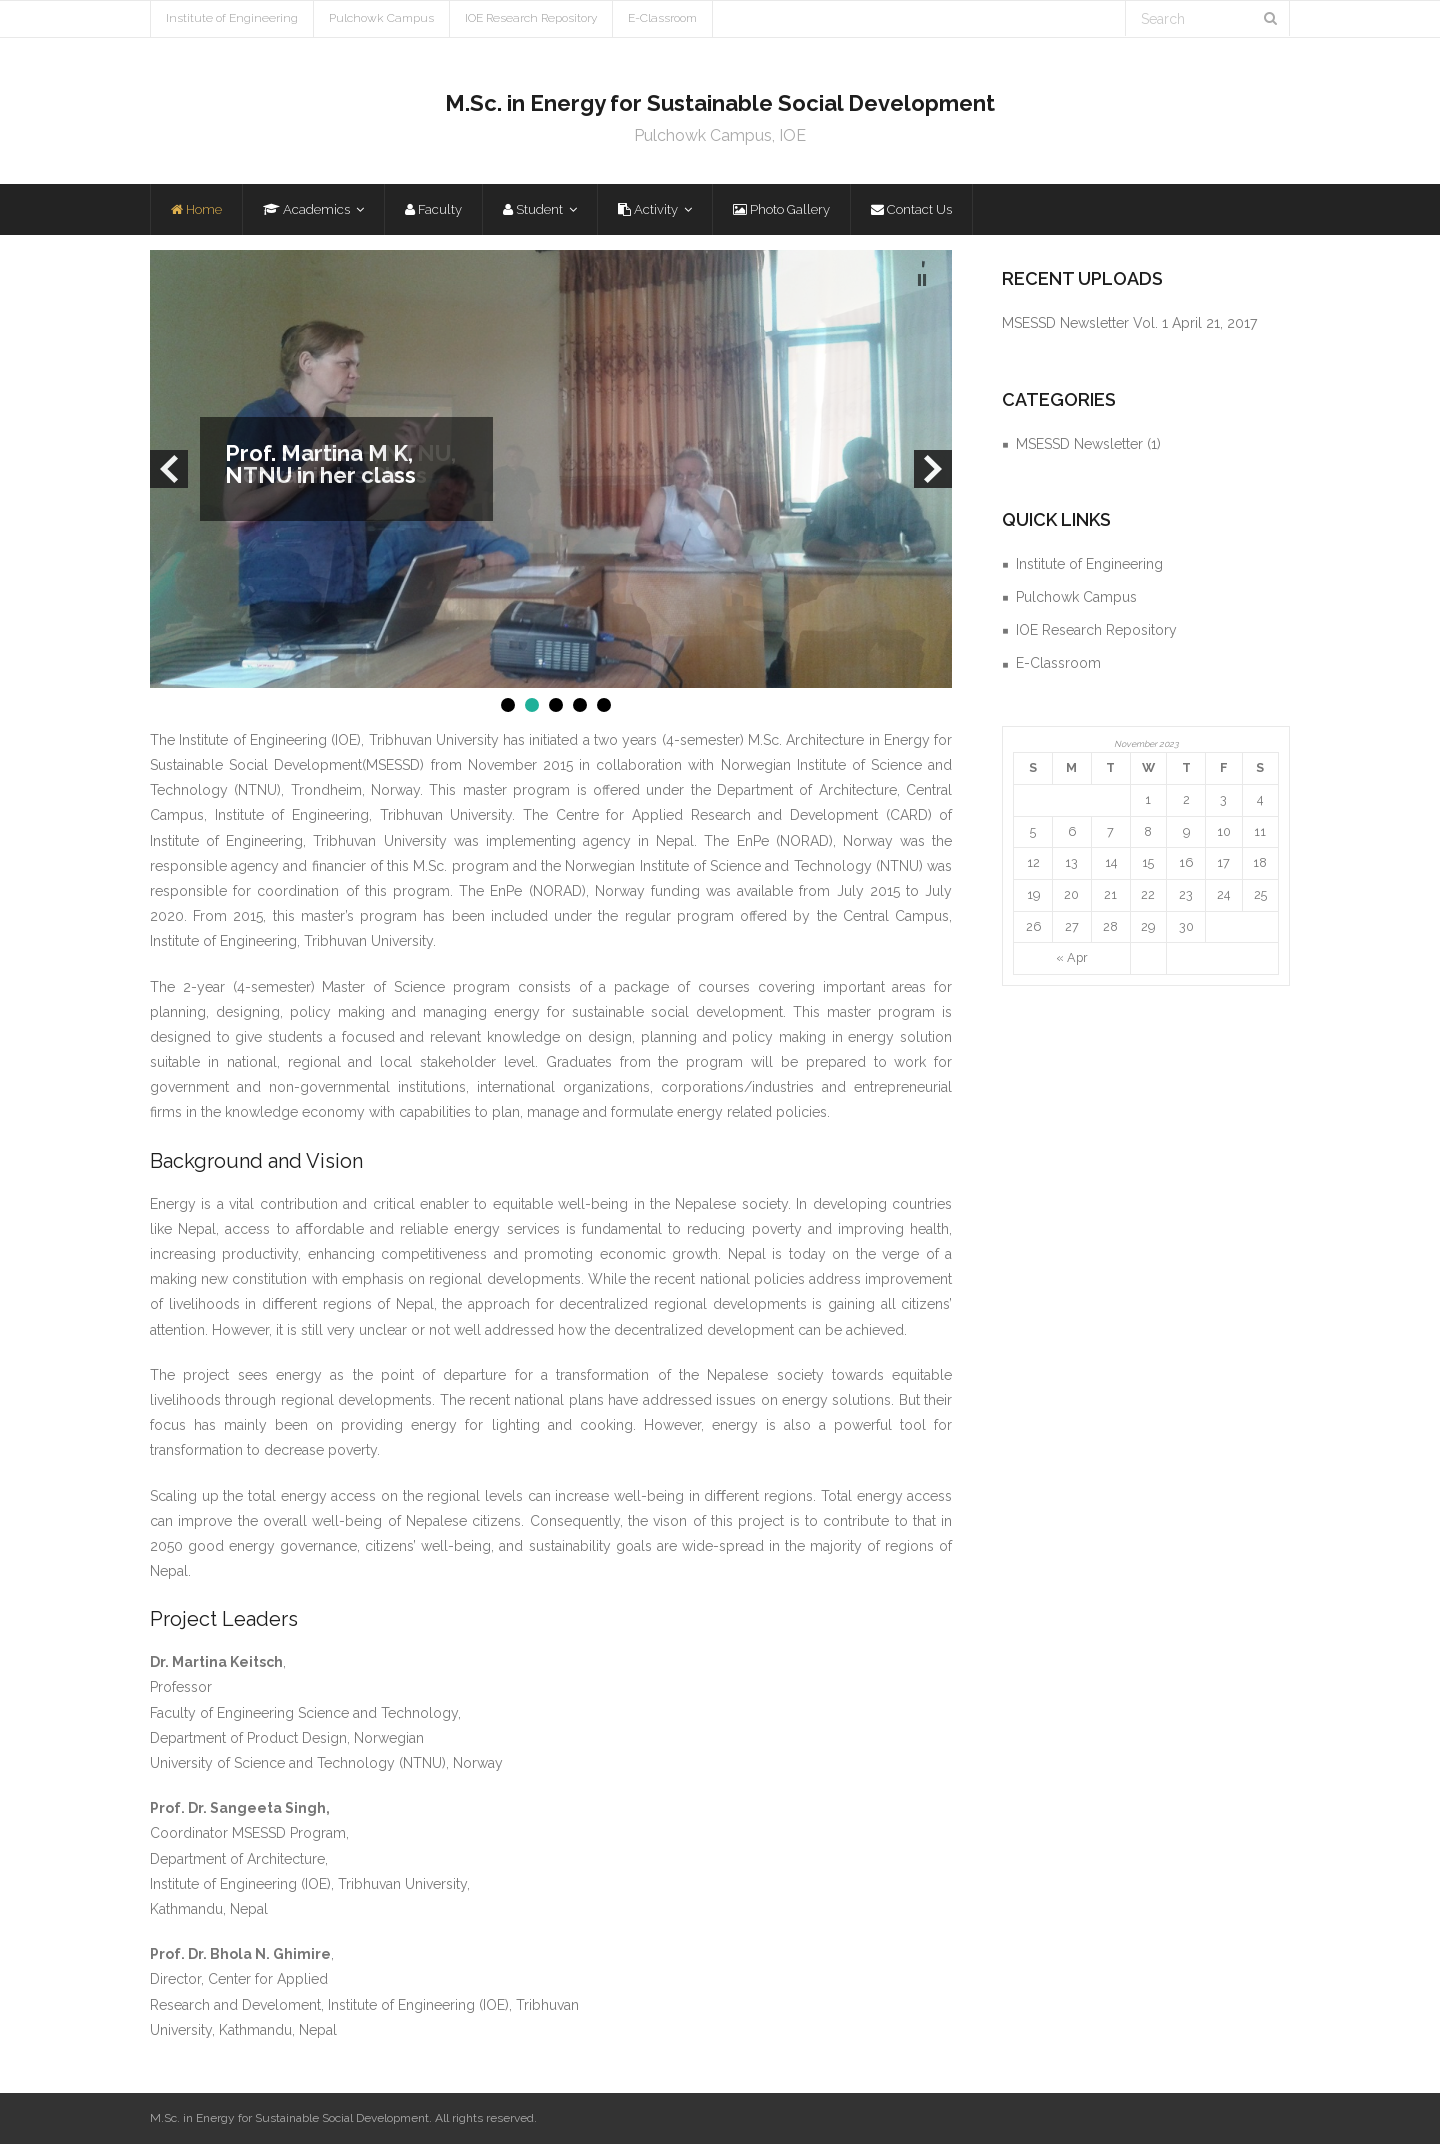 Institute of Engineering Pulchowk Campus IOE Research Repository E-Classroom Search
M.Sc. in Energy for Sustainable Social Development
Pulchowk Campus, IOE
Home Academics Faculty Student Activity Photo Gallery Contact Us
Prof. Martina M K,
NTNU in her class
The Institute of Engineering (IOE), Tribhuvan University has initiated a two years (4-semester) M.Sc. Architecture in Energy for
Sustainable Social Development(MSESSD) from November 2015 in collaboration with Norwegian Institute of Science and
Technology (NTNU), Trondheim, Norway. This master program is offered under the Department of Architecture, Central
Campus, Institute of Engineering, Tribhuvan University. The Centre for Applied Research and Development (CARD) of
Institute of Engineering, Tribhuvan University was implementing agency in Nepal. The EnPe (NORAD), Norway was the
responsible agency and financier of this M.Sc. program and the Norwegian Institute of Science and Technology (NTNU) was
responsible for coordination of this program. The EnPe (NORAD), Norway funding was available from July 2015 to July
2020. From 2015, this master’s program has been included under the regular program offered by the Central Campus,
Institute of Engineering, Tribhuvan University.
The 2-year (4-semester) Master of Science program consists of a package of courses covering important areas for
planning, designing, policy making and managing energy for sustainable social development. This master program is
designed to give students a focused and relevant knowledge on design, planning and policy making in energy solution
suitable in national, regional and local stakeholder level. Graduates from the program will be prepared to work for
government and non-governmental institutions, international organizations, corporations/industries and entrepreneurial
firms in the knowledge economy with capabilities to plan, manage and formulate energy related policies.
Background and Vision
Energy is a vital contribution and critical enabler to equitable well-being in the Nepalese society. In developing countries
like Nepal, access to affordable and reliable energy services is fundamental to reducing poverty and improving health,
increasing productivity, enhancing competitiveness and promoting economic growth. Nepal is today on the verge of a
making new constitution with emphasis on regional developments. While the recent national policies address improvement
of livelihoods in different regions of Nepal, the approach for decentralized regional developments is gaining all citizens’
attention. However, it is still very unclear or not well addressed how the decentralized development can be achieved.
The project sees energy as the point of departure for a transformation of the Nepalese society towards equitable
livelihoods through regional developments. The recent national plans have addressed issues on energy solutions. But their
focus has mainly been on providing energy for lighting and cooking. However, energy is also a powerful tool for
transformation to decrease poverty.
Scaling up the total energy access on the regional levels can increase well-being in different regions. Total energy access
can improve the overall well-being of Nepalese citizens. Consequently, the vison of this project is to contribute to that in
2050 good energy governance, citizens’ well-being, and sustainability goals are wide-spread in the majority of regions of
Nepal.
Project Leaders
Dr. Martina Keitsch,
Professor
Faculty of Engineering Science and Technology,
Department of Product Design, Norwegian
University of Science and Technology (NTNU), Norway
Prof. Dr. Sangeeta Singh,
Coordinator MSESSD Program,
Department of Architecture,
Institute of Engineering (IOE), Tribhuvan University,
Kathmandu, Nepal
Prof. Dr. Bhola N. Ghimire,
Director, Center for Applied
Research and Develoment, Institute of Engineering (IOE), Tribhuvan
University, Kathmandu, Nepal
RECENT UPLOADS
MSESSD Newsletter Vol. 1 April 21, 2017
CATEGORIES
MSESSD Newsletter (1)
QUICK LINKS
Institute of Engineering
Pulchowk Campus
IOE Research Repository
E-Classroom
November 2023
S M T W T F S
1 2 3 4
5 6 7 8 9 10 11
12 13 14 15 16 17 18
19 20 21 22 23 24 25
26 27 28 29 30
« Apr
M.Sc. in Energy for Sustainable Social Development. All rights reserved.